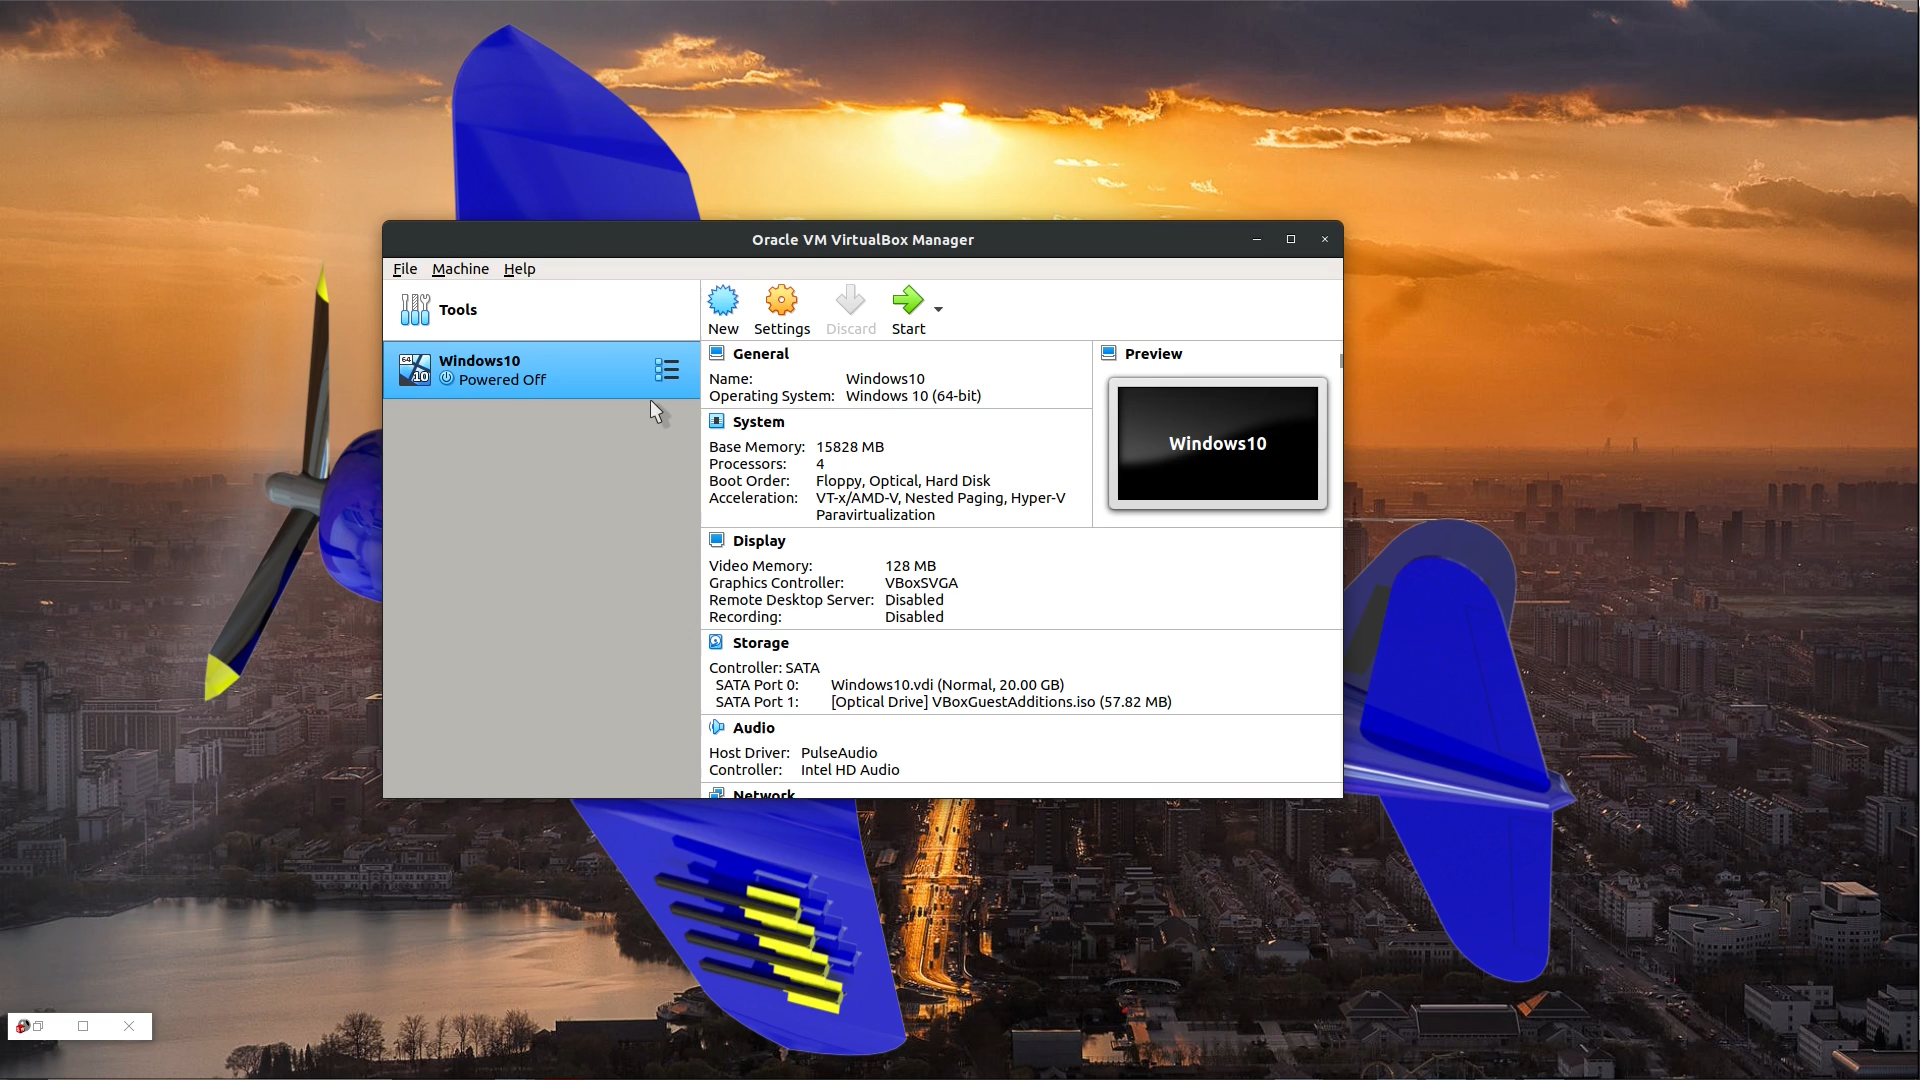 Oracle VM VirtualBox Manager
File Machine Help
Tools
New Settings Discard Start
64
10
Windows10
Powered Off
General
Name: Windows10
Operating System: Windows 10 (64-bit)
System
Base Memory: 15828 MB
Processors: 4
Boot Order: Floppy, Optical, Hard Disk
Acceleration: VT-x/AMD-V, Nested Paging, Hyper-V
Paravirtualization
Preview
Windows10
Display
Video Memory: 128 MB
Graphics Controller: VBoxSVGA
Remote Desktop Server: Disabled
Recording: Disabled
Storage
Controller: SATA
SATA Port 0: Windows10.vdi (Normal, 20.00 GB)
SATA Port 1: [Optical Drive] VBoxGuestAdditions.iso (57.82 MB)
Audio
Host Driver: PulseAudio
Controller: Intel HD Audio
Network